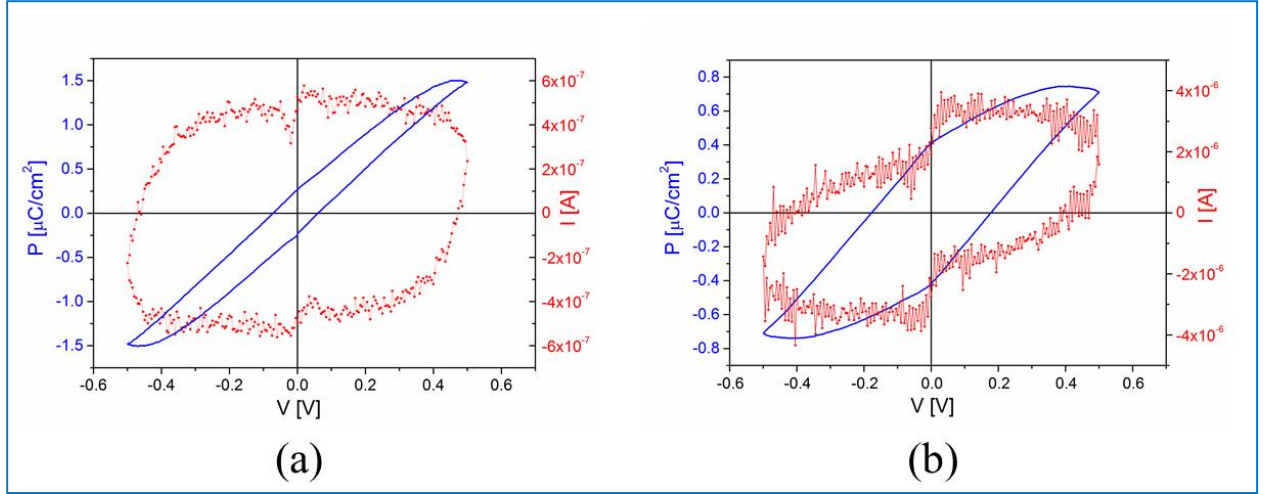 1.5
1.0
0.5
0.0
-0.5
-1.0
-1.5
P [μC/cm²]
6x10⁻⁷
4x10⁻⁷
2x10⁻⁷
0
-2x10⁻⁷
-4x10⁻⁷
-6x10⁻⁷
I [A]
-0.6 -0.4 -0.2 0.0 0.2 0.4 0.6
V [V]
(a)
0.8
0.6
0.4
0.2
0.0
-0.2
-0.4
-0.6
-0.8
P [μC/cm²]
4x10⁻⁶
2x10⁻⁶
0
-2x10⁻⁶
-4x10⁻⁶
I [A]
-0.6 -0.4 -0.2 0.0 0.2 0.4 0.6
V [V]
(b)